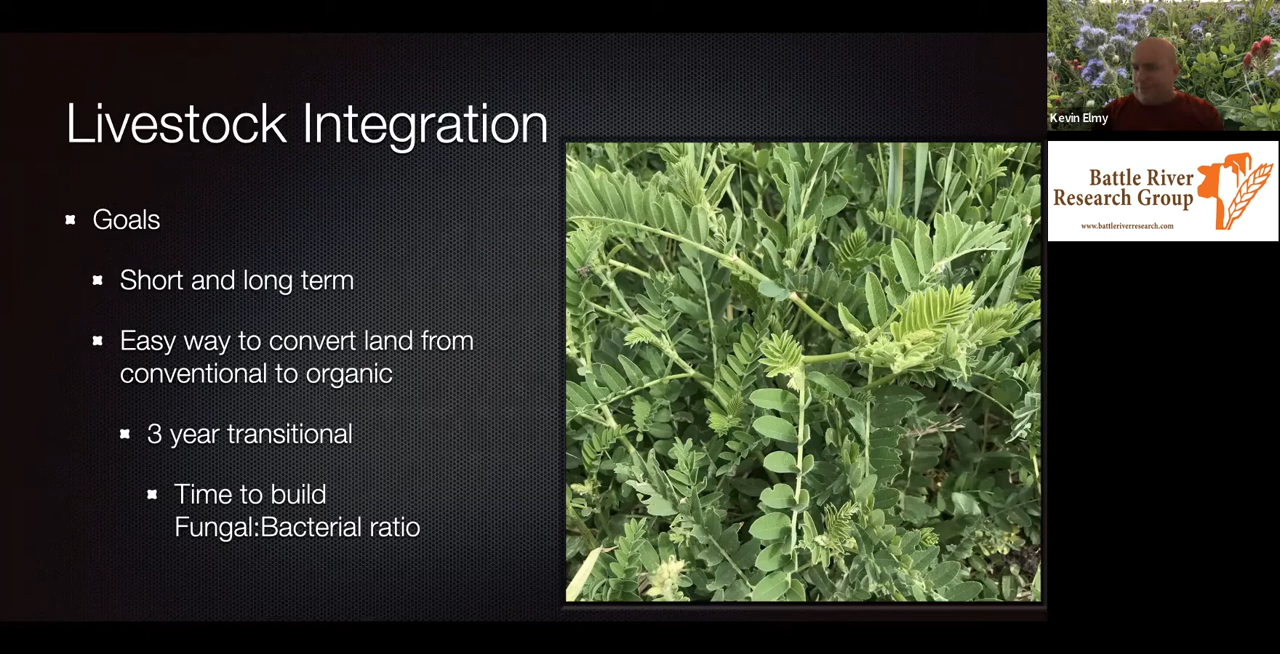 Livestock Integration
Goals
Short and long term
Easy way to convert land from
conventional to organic
3 year transitional
Time to build
Fungal:Bacterial ratio
Kevin Elmy
Battle River
Research Group
www.battleriverresearch.com